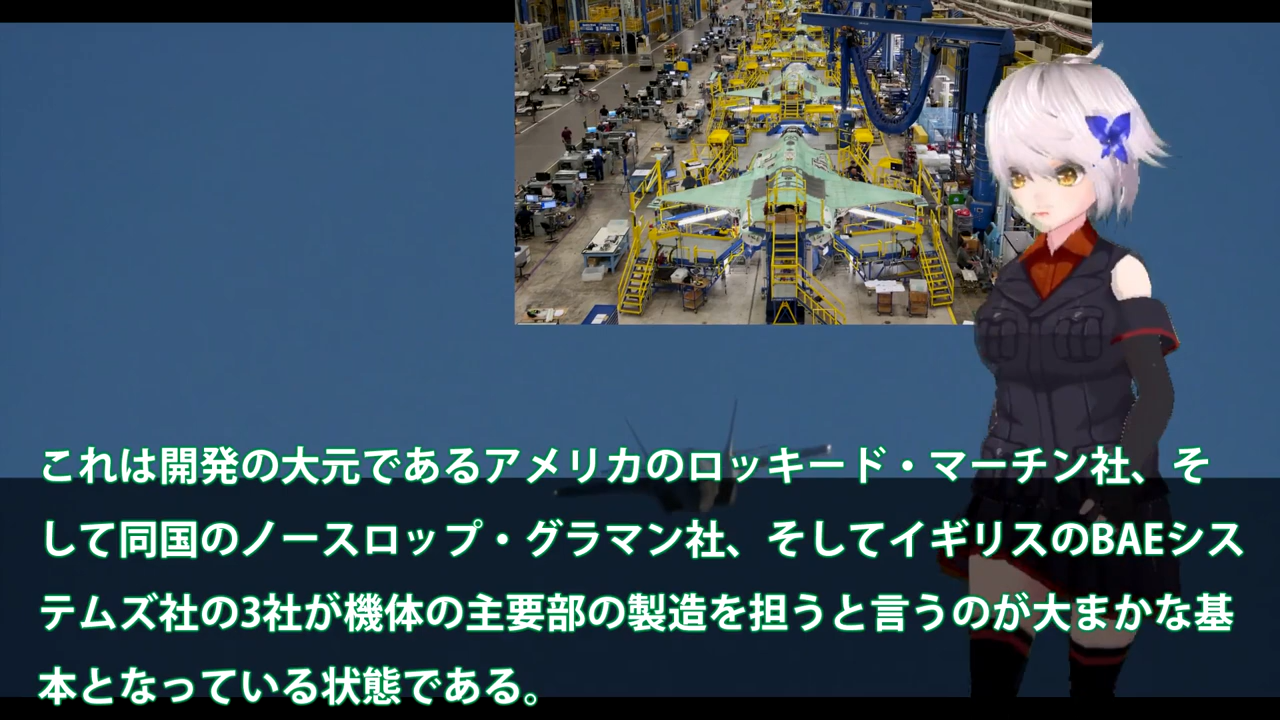 これは開発の大元であるアメリカのロッキード・マーチン社、そ
して同国のノースロップ・グラマン社、そしてイギリスのBAEシス
テムズ社の3社が機体の主要部の製造を担うと言うのが大まかな基
本となっている状態である。